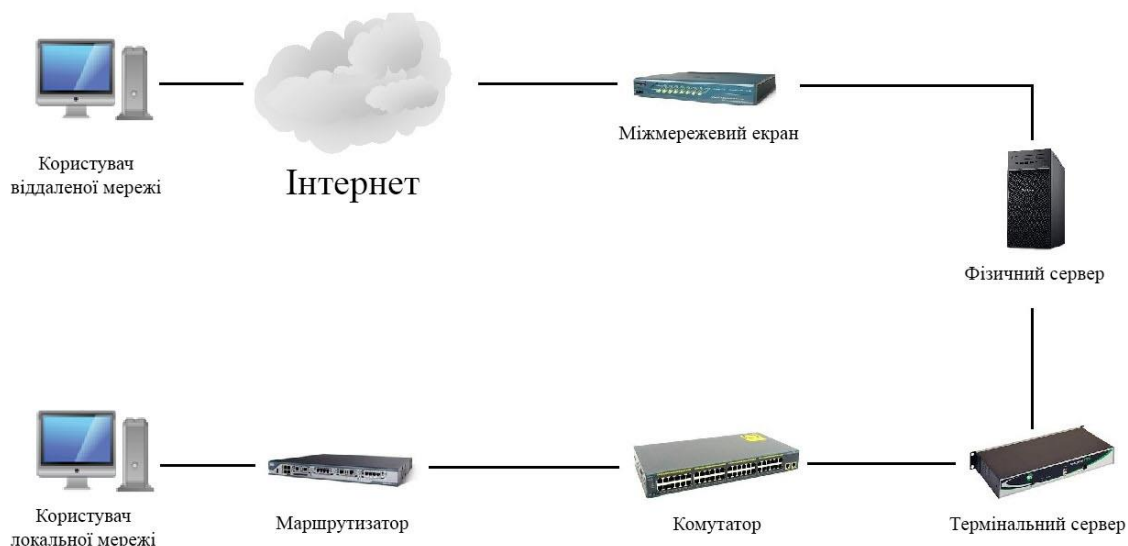 Користувач
віддаленої мережі
Інтернет
Міжмережевий екран
Фізичний сервер
Користувач
локальної мережі
Маршрутизатор
Комутатор
Термінальний сервер